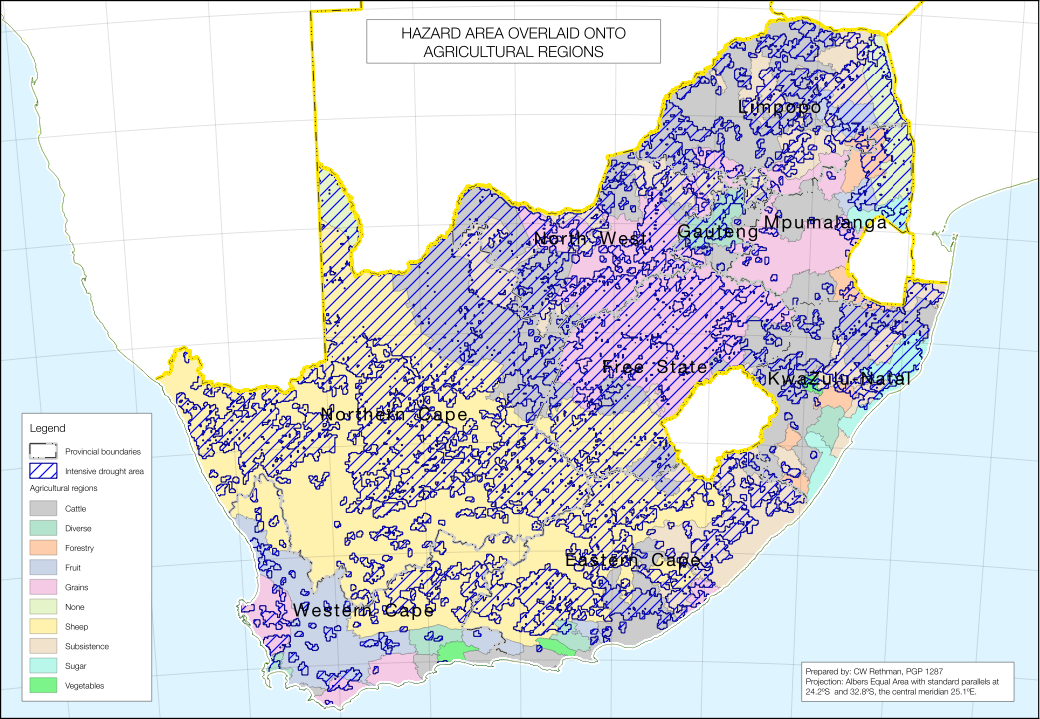 HAZARD AREA OVERLAID ONTO
AGRICULTURAL REGIONS
Limpopo
Mpumalanga
Gauteng
North West
Free State
KwaZulu-Natal
Northern Cape
Eastern Cape
Western Cape
Legend
Provincial boundaries
Intensive drought area
Agricultural regions
Cattle
Diverse
Forestry
Fruit
Grains
None
Sheep
Subsistence
Sugar
Vegetables
Prepared by: CW Rethman, PGP 1287
Projection: Albers Equal Area with standard parallels at
24.2ºS and 32.8ºS, the central meridian 25.1ºE.